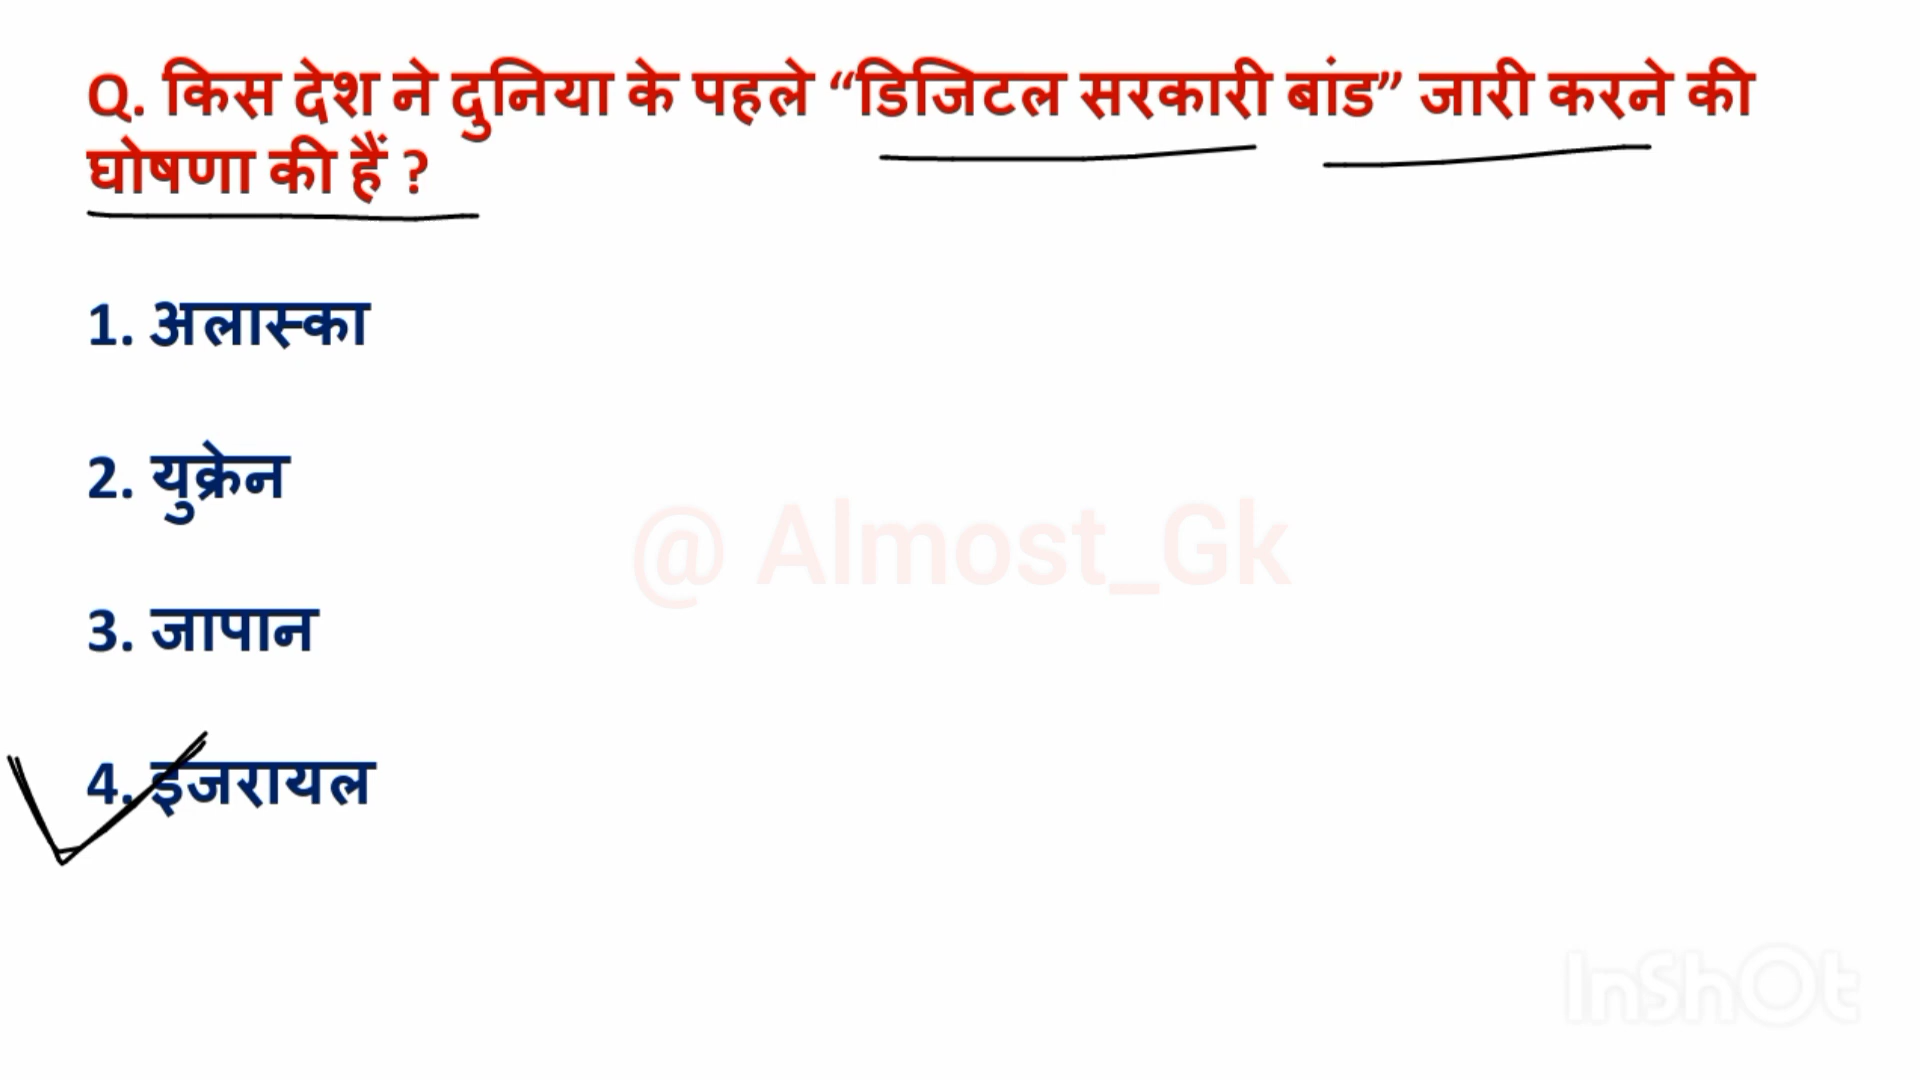 Q. किस देश ने दुनिया के पहले “डिजिटल सरकारी बांड” जारी करने की
घोषणा की हैं ?
1. अलास्का
2. युक्रेन
@ Almost_Gk
3. जापान
4. इजरायल
InShOt